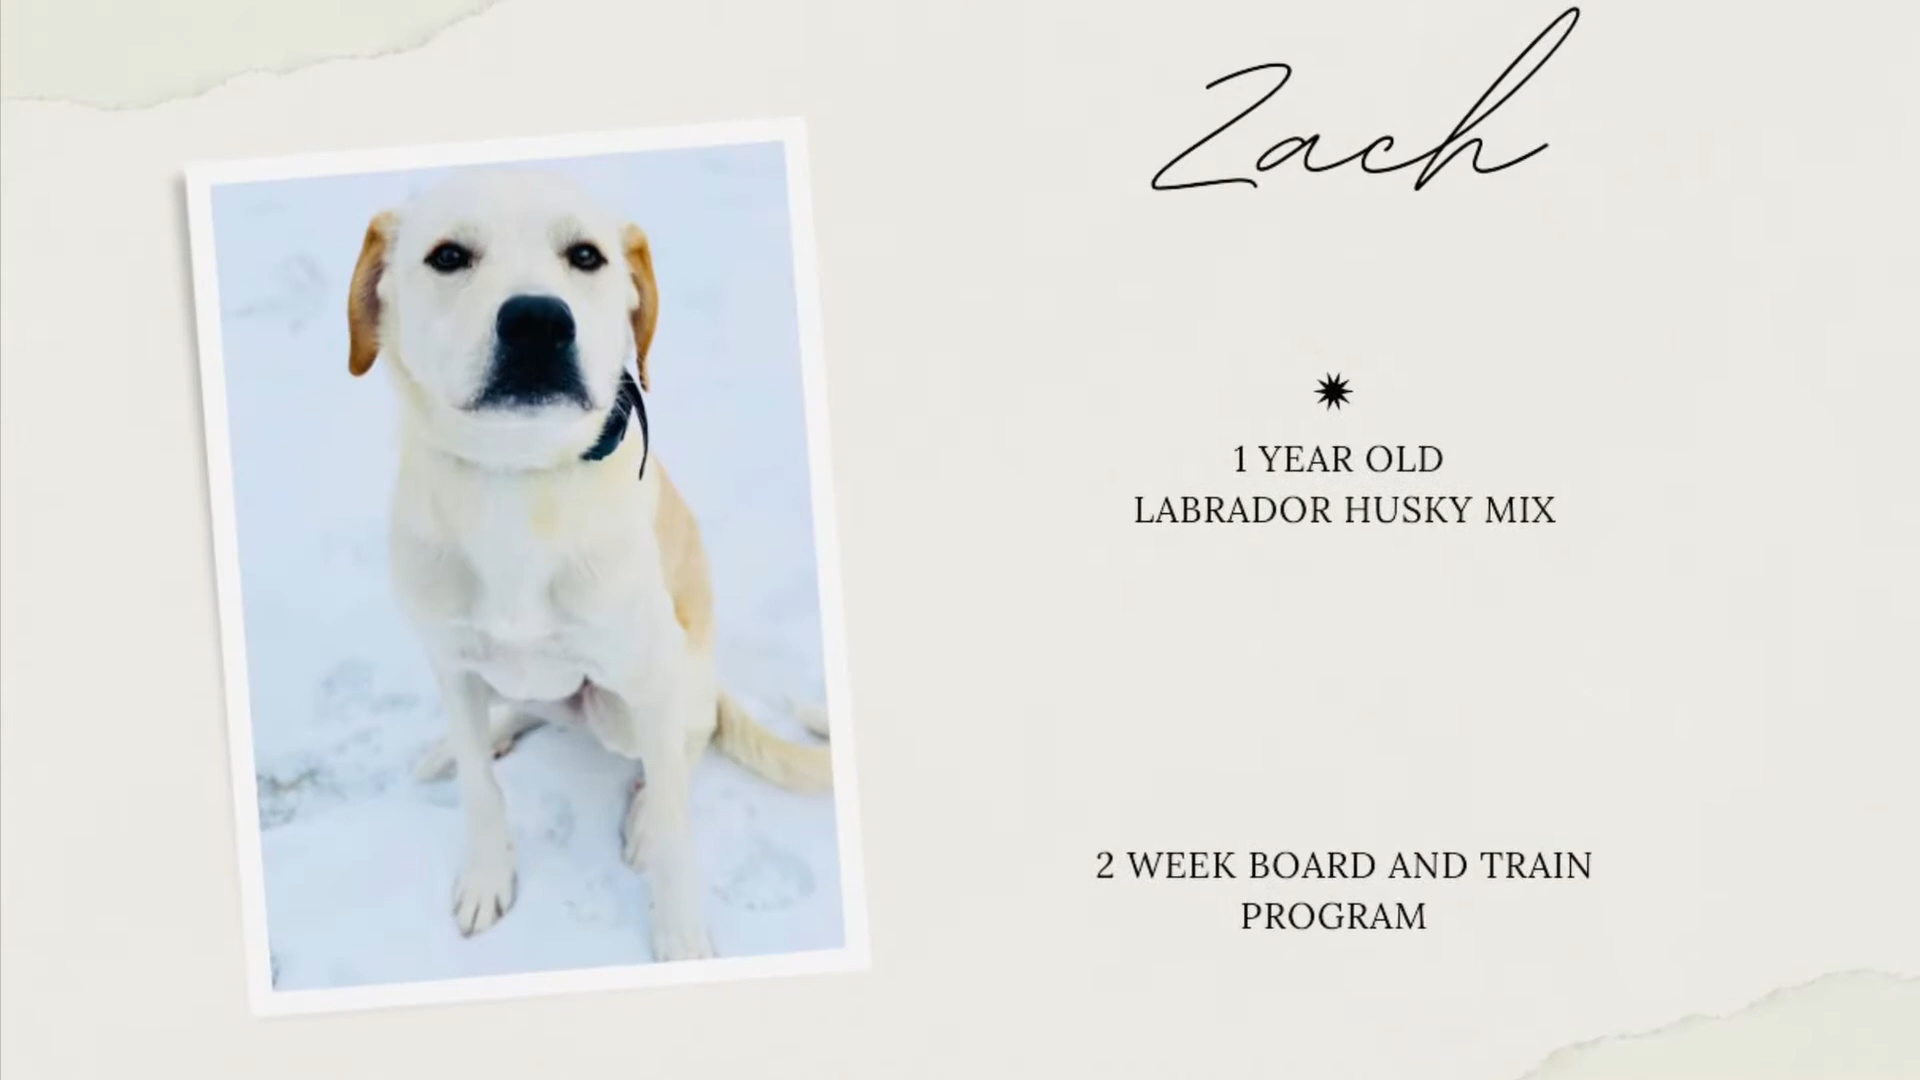 Zach
1 YEAR OLD
LABRADOR HUSKY MIX
2 WEEK BOARD AND TRAIN
PROGRAM